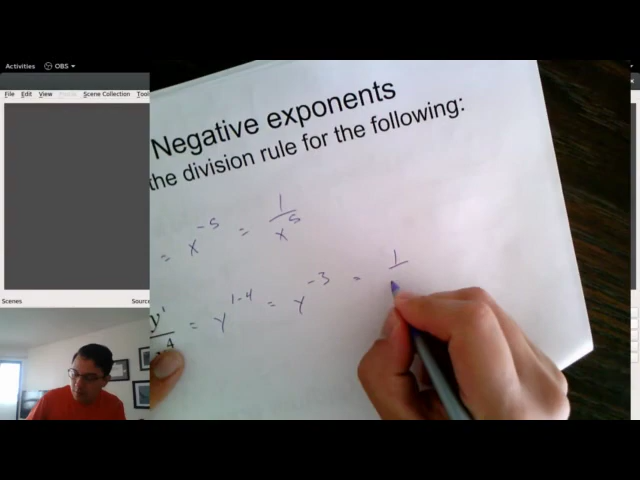 Activities OBS
File Edit View Scene Collection
Negative exponents
the division rule for the following:
= x^-5 = 1/x^5
y^1/y^4 = y^1-4 = y^-3 = 1/
Scenes